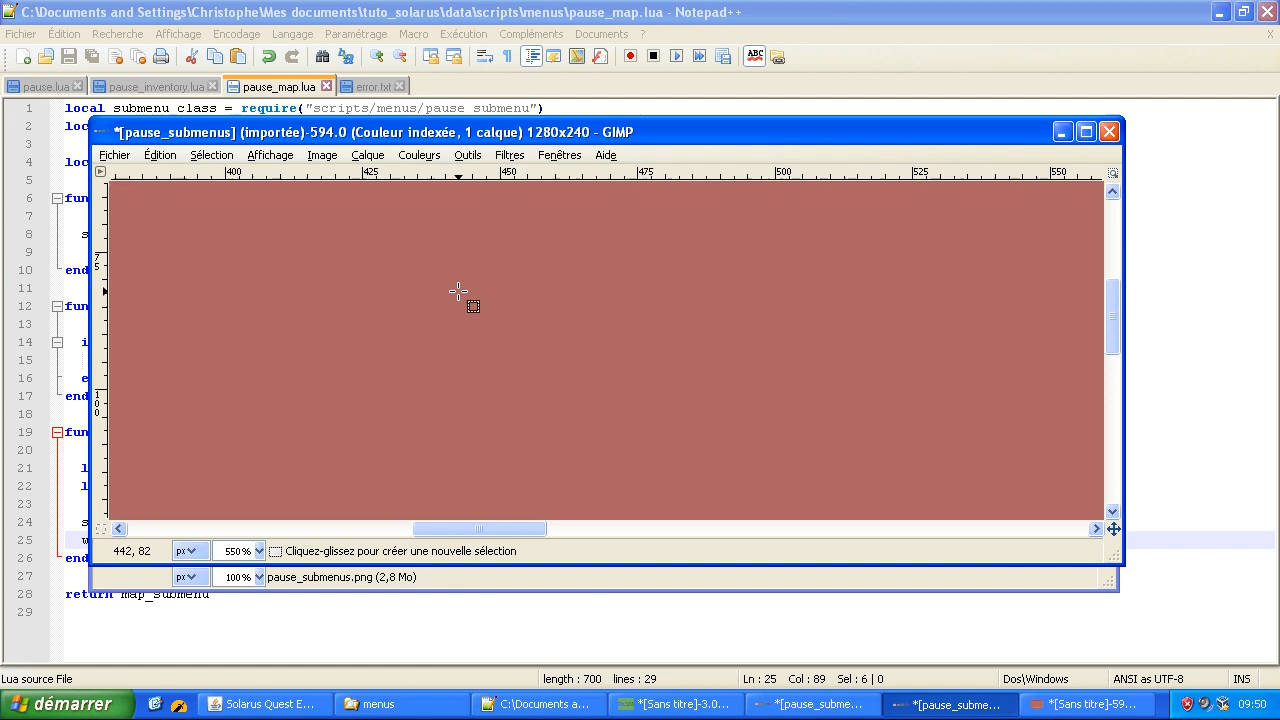 C:\Documents and Settings\Christophe\Mes documents\tuto_solarus\data\scripts\menus\pause_map.lua - Notepad++
Fichier Édition Recherche Affichage Encodage Langage Paramétrage Macro Exécution Compléments Documents ? X
ABC
pause.lua pause_inventory.lua pause_map.lua error.txt
1 local submenu_class = require("scripts/menus/pause_submenu")
2 loc
*[pause_submenus] (importée)-594.0 (Couleur indexée, 1 calque) 1280x240 - GIMP
3
Fichier Édition Sélection Affichage Image Calque Couleurs Outils Filtres Fenêtres Aide
4 loc
400 425 450 475 500 525 550
5
6 fun
7
8 s
9
75
10 end
11
12 fun
13
14 i
15
16 e
17 end
100
18
19 fun
20
21 l
22 l
23
24 s
25 w
442, 82 px 550% Cliquez-glissez pour créer une nouvelle sélection
26 end
27 px 100% pause_submenus.png (2,8 Mo)
28 return map_submenu
29
Lua source File length : 700 lines : 29 Ln : 25 Col : 89 Sel : 6 | 0 Dos\Windows ANSI as UTF-8 INS
démarrer Solarus Quest E... menus C:\Documents a... *[Sans titre]-3.0... *[pause_subme... *[pause_subme... *[Sans titre]-59... 09:50